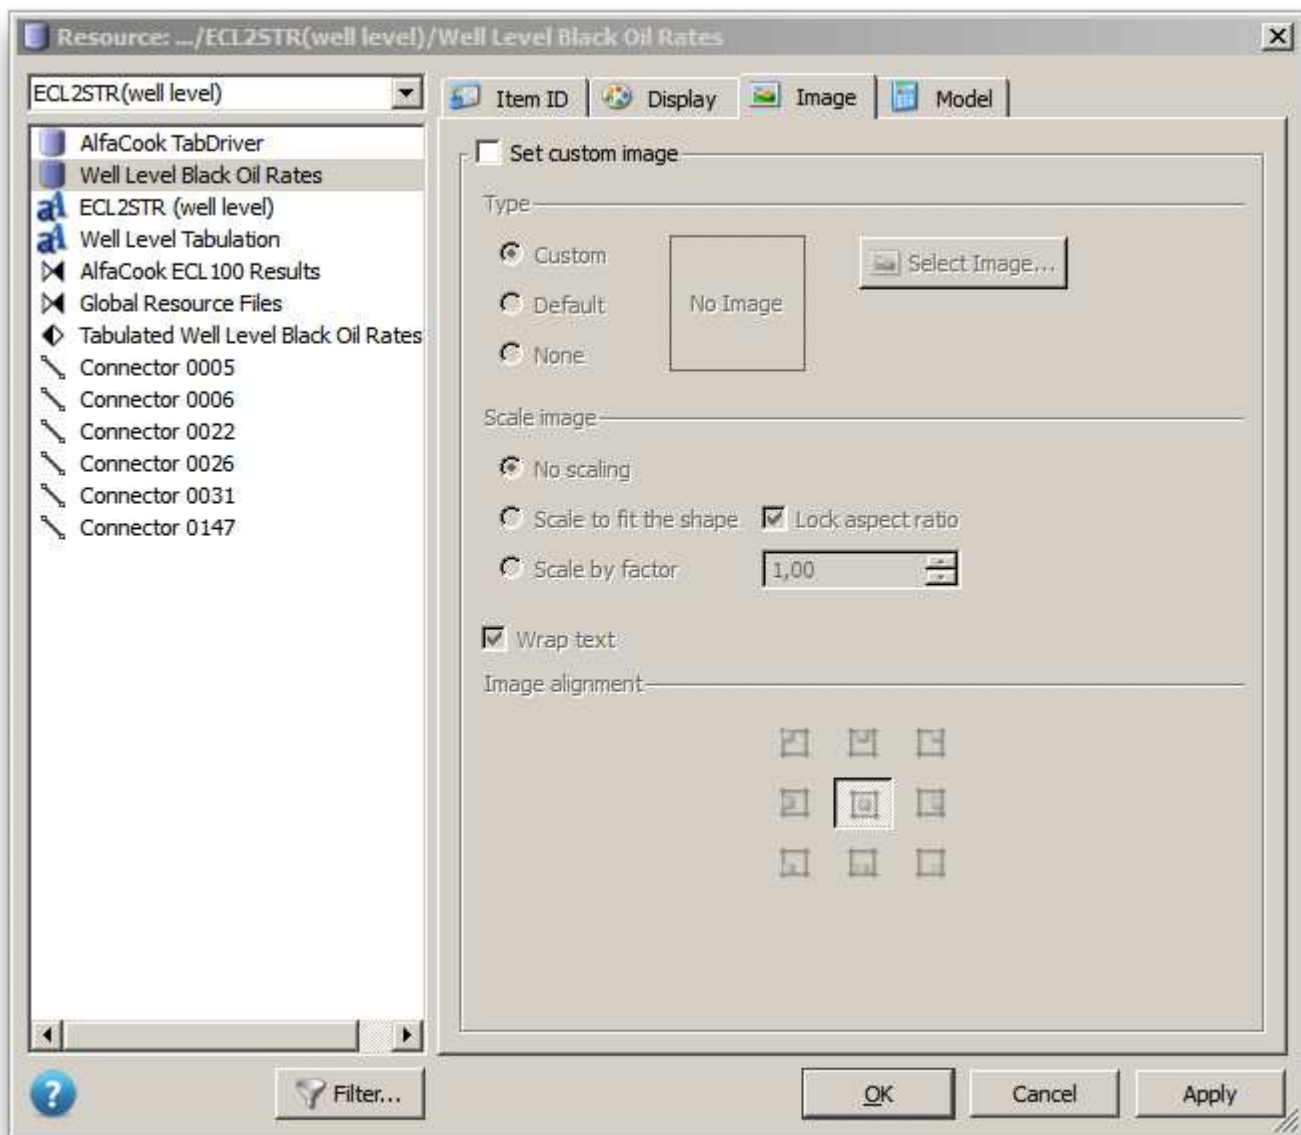 Resource: .../ECL2STR(well level)/Well Level Black Oil Rates
ECL2STR(well level)
AlfaCook TabDriver
Well Level Black Oil Rates
ECL2STR (well level)
Well Level Tabulation
AlfaCook ECL100 Results
Global Resource Files
Tabulated Well Level Black Oil Rates
Connector 0005
Connector 0006
Connector 0022
Connector 0026
Connector 0031
Connector 0147
Filter...
Item ID Display Image Model
Set custom image
Type
Custom
Default
None
No Image
Select Image...
Scale image
No scaling
Scale to fit the shape Lock aspect ratio
Scale by factor 1,00
Wrap text
Image alignment
OK Cancel Apply